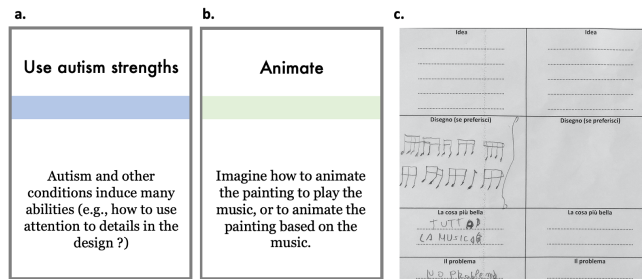 a.
Use autism strengths
Autism and other
conditions induce many
abilities (e.g., how to use
attention to details in the
design ?)
b.
Animate
Imagine how to animate
the painting to play the
music, or to animate the
painting based on the
music.
c.
Idea
Disegno (se preferisci)
La cosa più bella
TUTTA
LA MUSICA
Il problema
NO PROBLEMA
Idea
Disegno (se preferisci)
La cosa più bella
Il problema